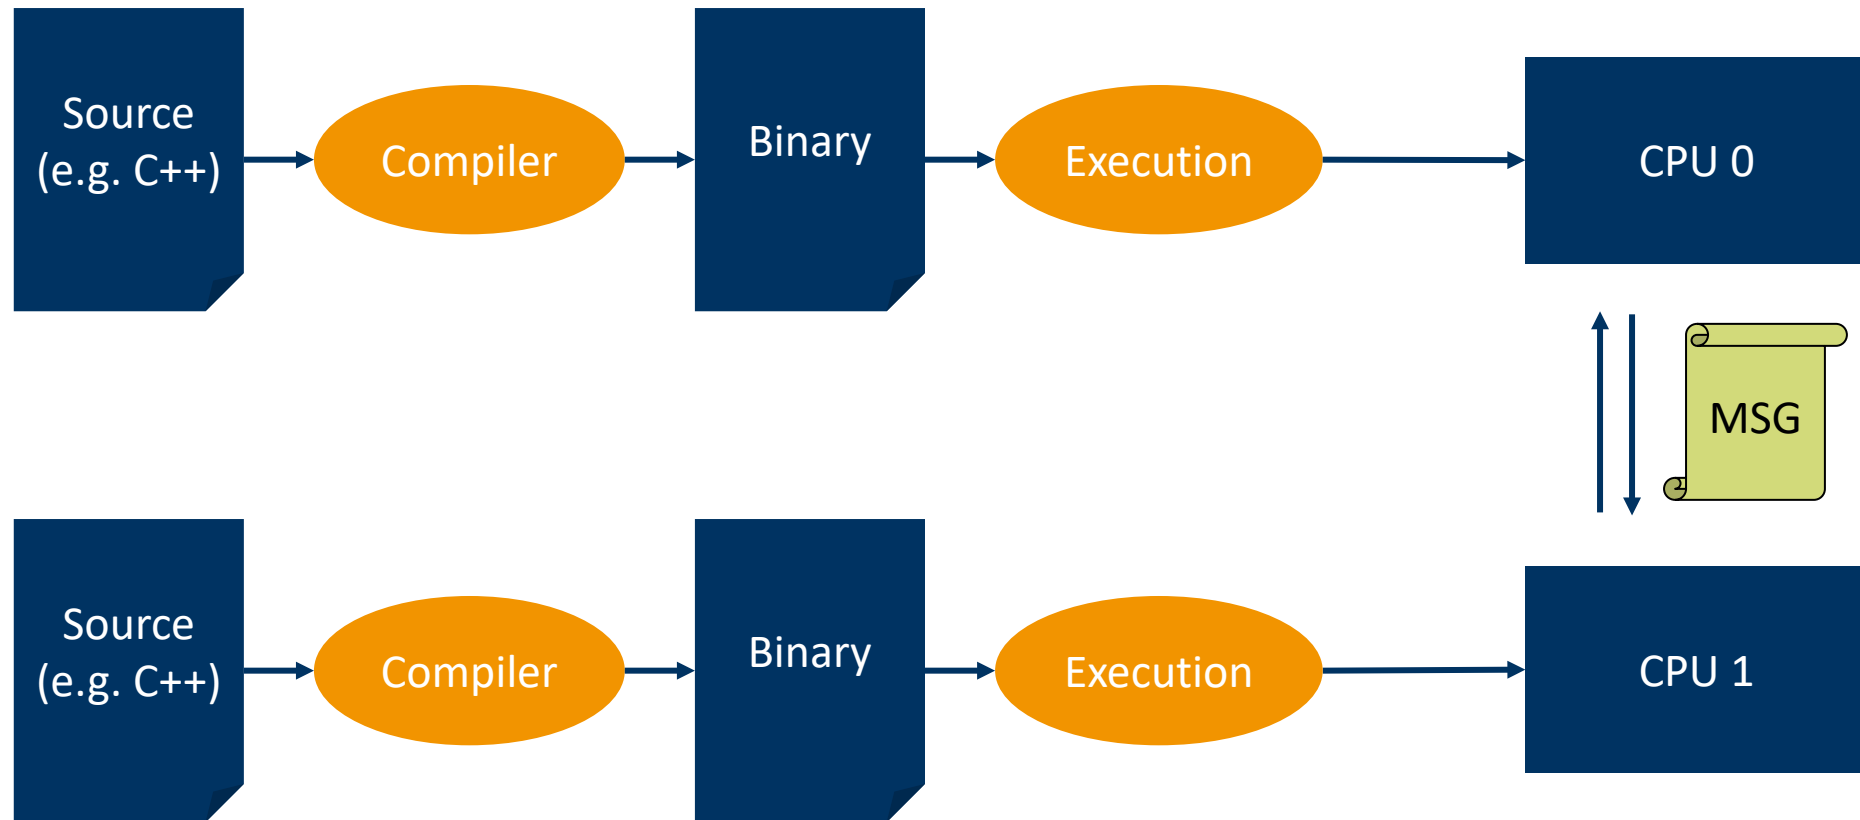 Source
(e.g. C++)
Compiler
Binary
Execution
CPU 0
MSG
Source
(e.g. C++)
Compiler
Binary
Execution
CPU 1